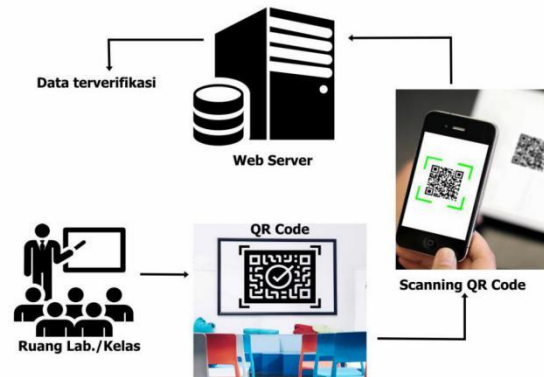 Data terverifikasi
Web Server
QR Code
Scanning QR Code
Ruang Lab./Kelas